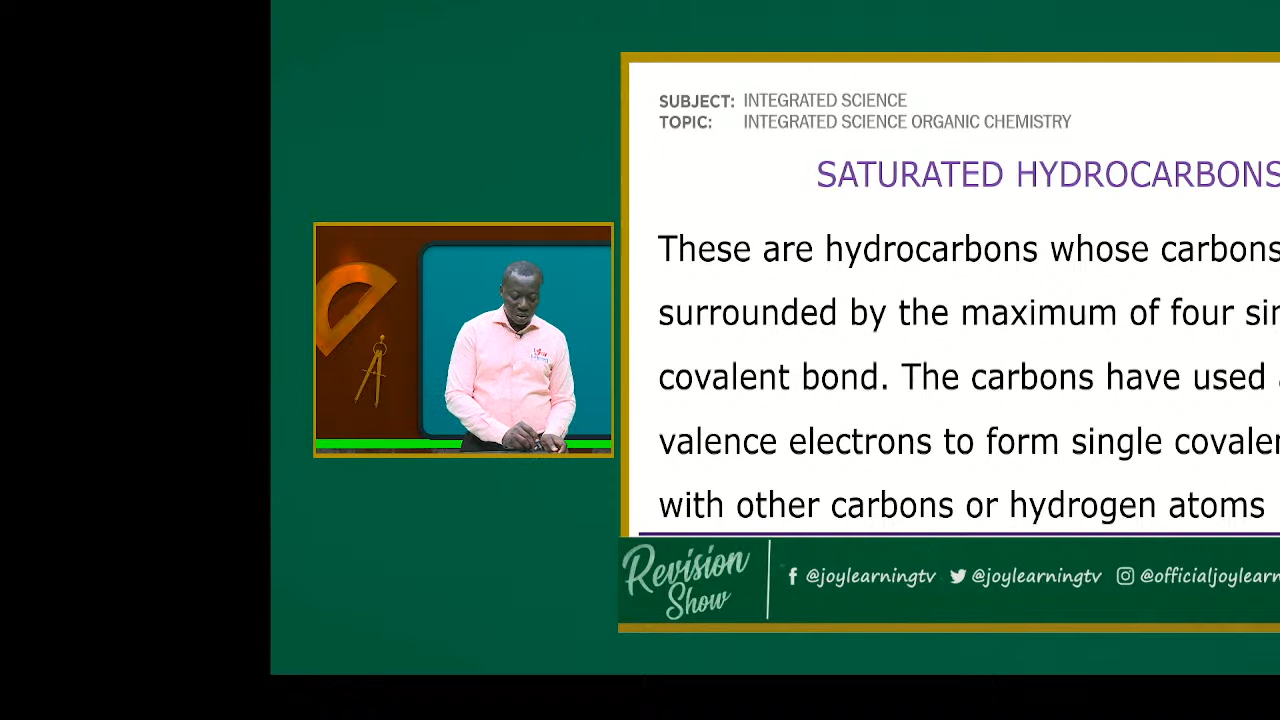 SUBJECT: INTEGRATED SCIENCE
TOPIC: INTEGRATED SCIENCE ORGANIC CHEMISTRY
SATURATED HYDROCARBONS
These are hydrocarbons whose carbons
surrounded by the maximum of four
covalent bond. The carbons have used
valence electrons to form single
with other carbons or hydrogen atoms
Revision
Show
@joylearningtv @joylearningtv